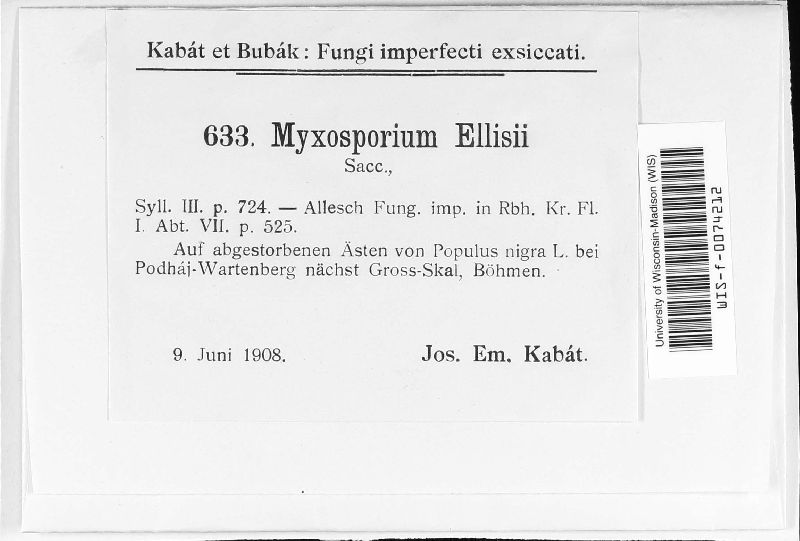 Kabát et Bubák: Fungi imperfecti exsiccati.
633. Myxosporium Ellisii
Sacc.,
Syll. III. p. 724. — Allesch Fung. imp. in Rbh. Kr. Fl.
I. Abt. VII. p. 525.
Auf abgestorbenen Ästen von Populus nigra L. bei
Podháj-Wartenberg nächst Gross-Skal, Böhmen.
9. Juni 1908.
Jos. Em. Kabát.
University of Wisconsin-Madison (WIS)
WIS-f-0074212